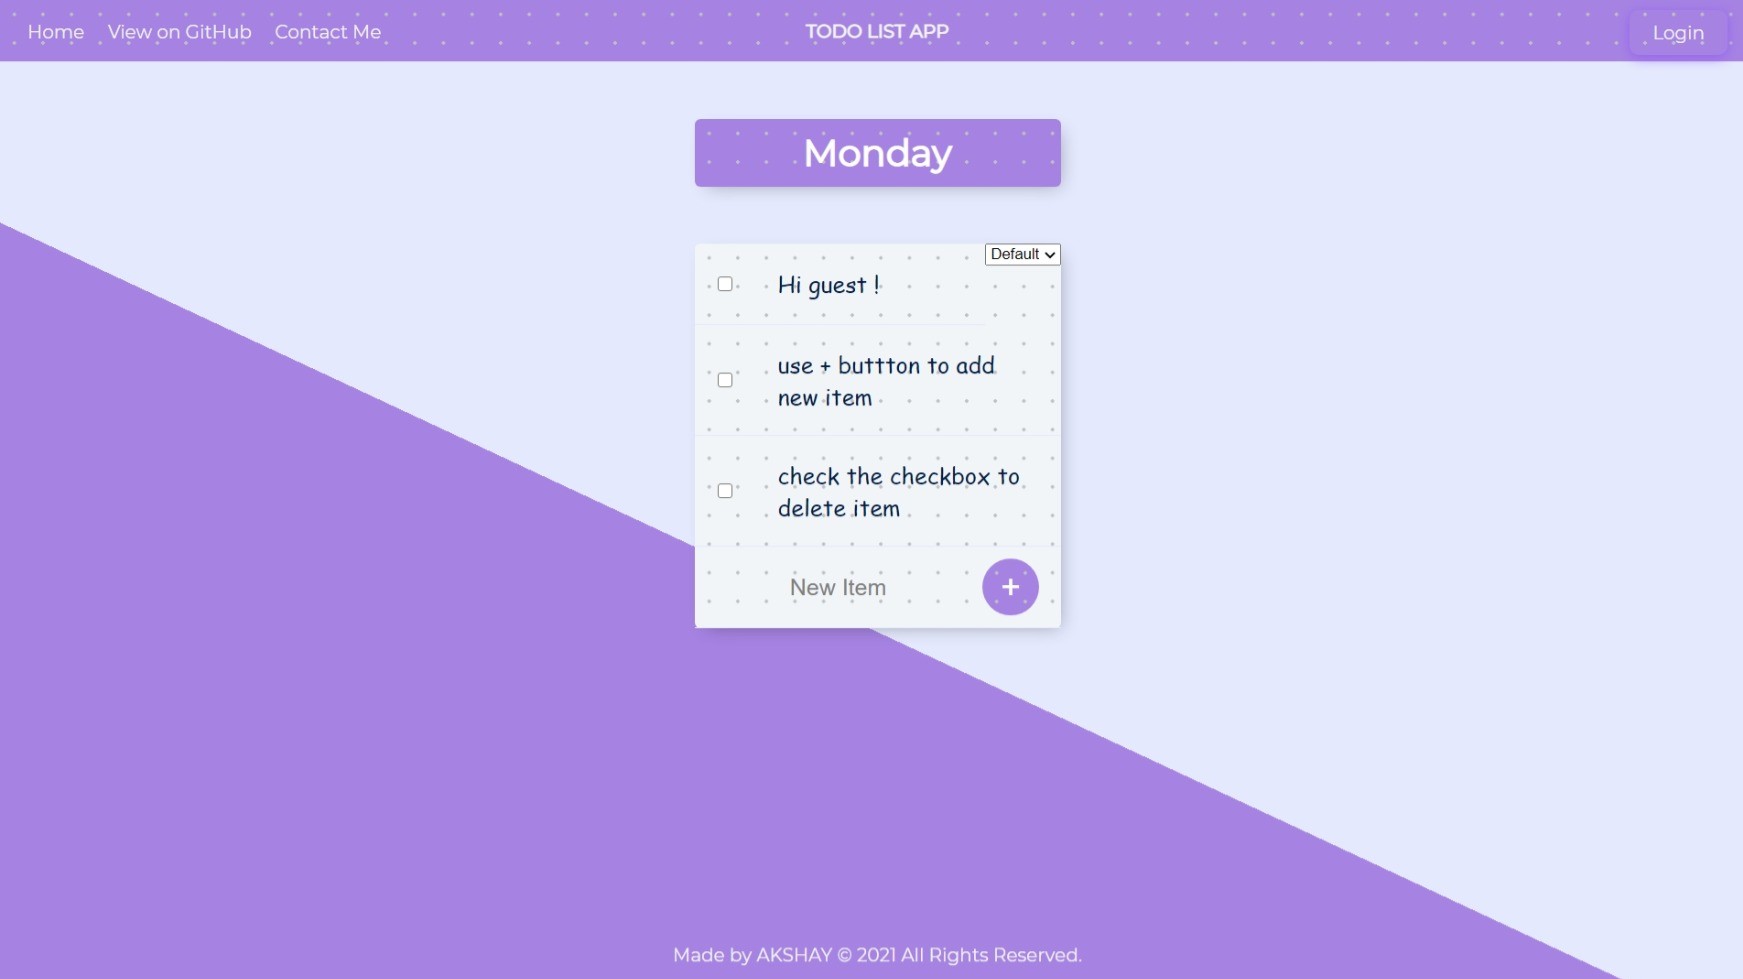 Home View on GitHub Contact Me TODO LIST APP Login
Monday
Default
Hi guest !
use + buttton to add
new item
check the checkbox to
delete item
New Item +
Made by AKSHAY © 2021 All Rights Reserved.